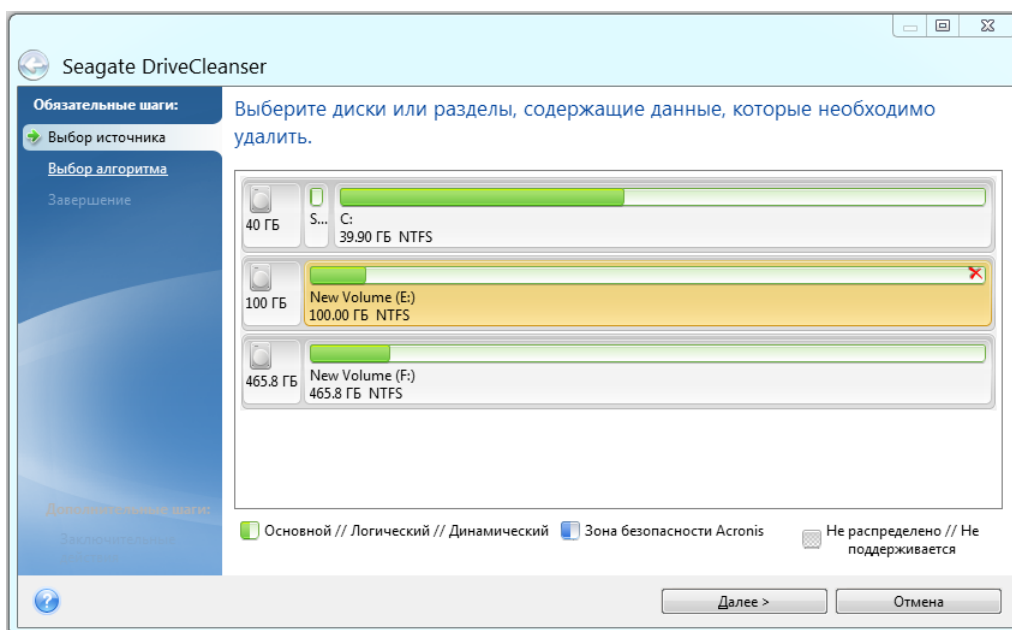 Seagate DriveCleanser
Обязательные шаги:
Выбор источника
Выбор алгоритма
Завершение
Выберите диски или разделы, содержащие данные, которые необходимо
удалить.
40 ГБ
S...
C:
39.90 ГБ NTFS
100 ГБ
New Volume (E:)
100.00 ГБ NTFS
465.8 ГБ
New Volume (F:)
465.8 ГБ NTFS
шаги:
Заключительные
Основной // Логический // Динамический
Зона безопасности Acronis
Не распределено // Не
поддерживается
Далее >
Отмена